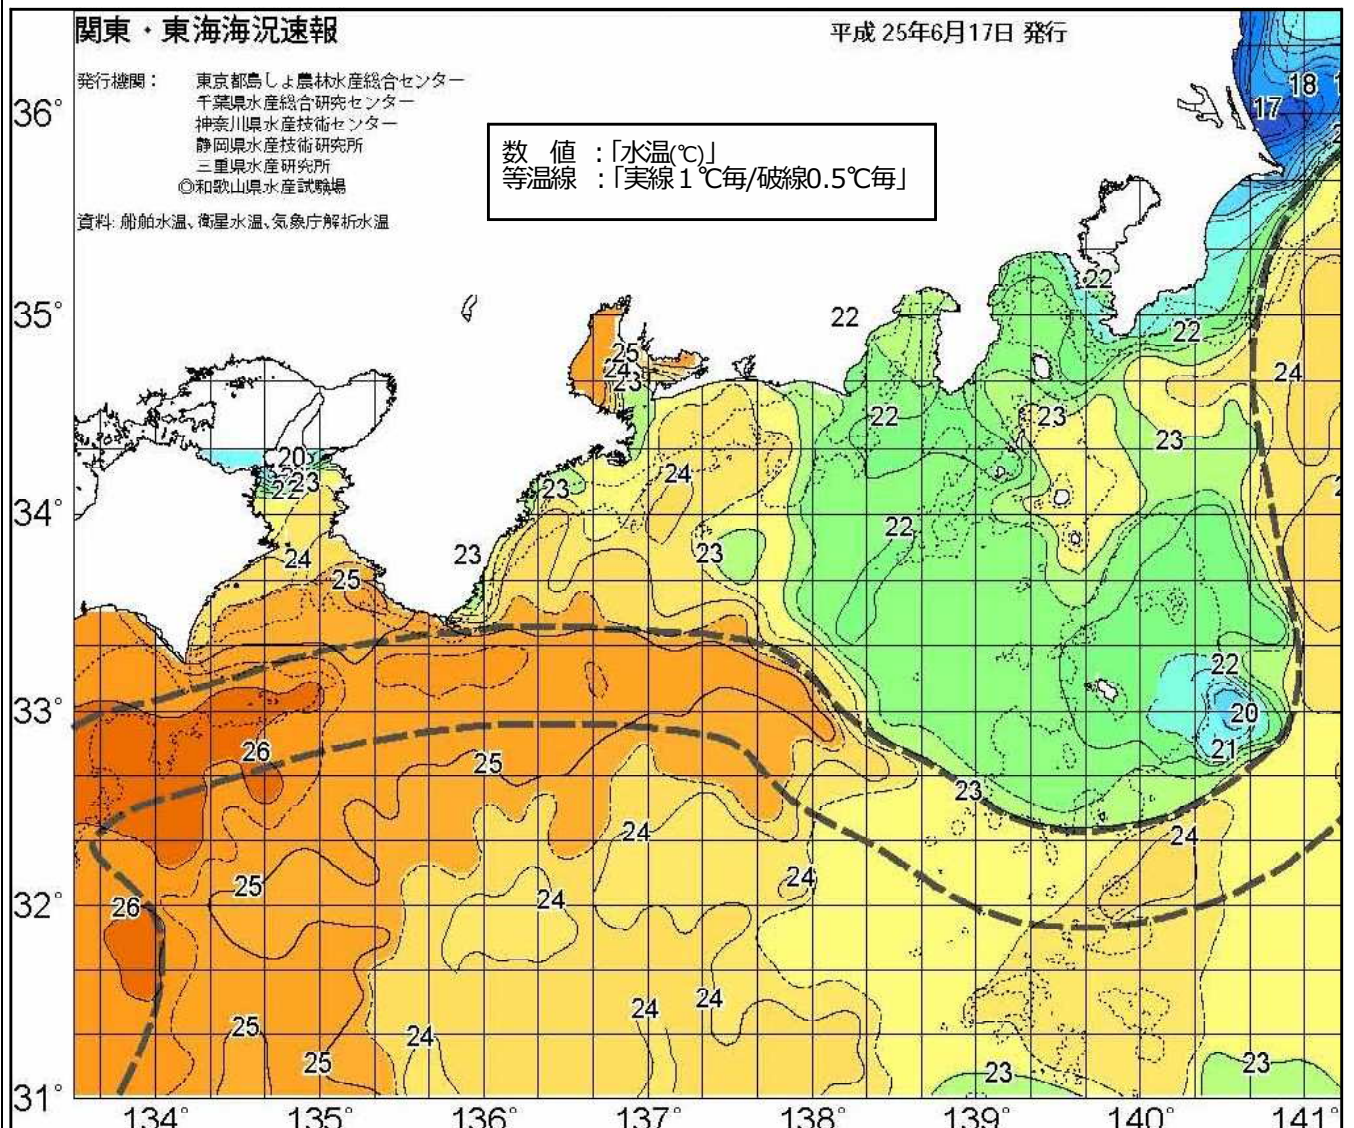 関東・東海海況速報
平成 25年6月17日 発行
発行機関：
東京都島しょ農林水産総合センター
千葉県水産総合研究センター
神奈川県水産技術センター
静岡県水産技術研究所
三重県水産研究所
◎和歌山県水産試験場
資料: 船舶水温、衛星水温、気象庁解析水温
数 値 ：「水温(℃)」
等温線 ：「実線１℃毎/破線0.5℃毎」
18
17
36°
22
35° 22 22
25
24
23
24
22 23
23
20
23
22
24
23
34°
22
23 23
24
25
22
33°
20
26 21
25
23
24 24
24
25
24
32° 26
24 24
25 24
25
23 23
31°
134° 135° 136° 137° 138° 139° 140° 141°